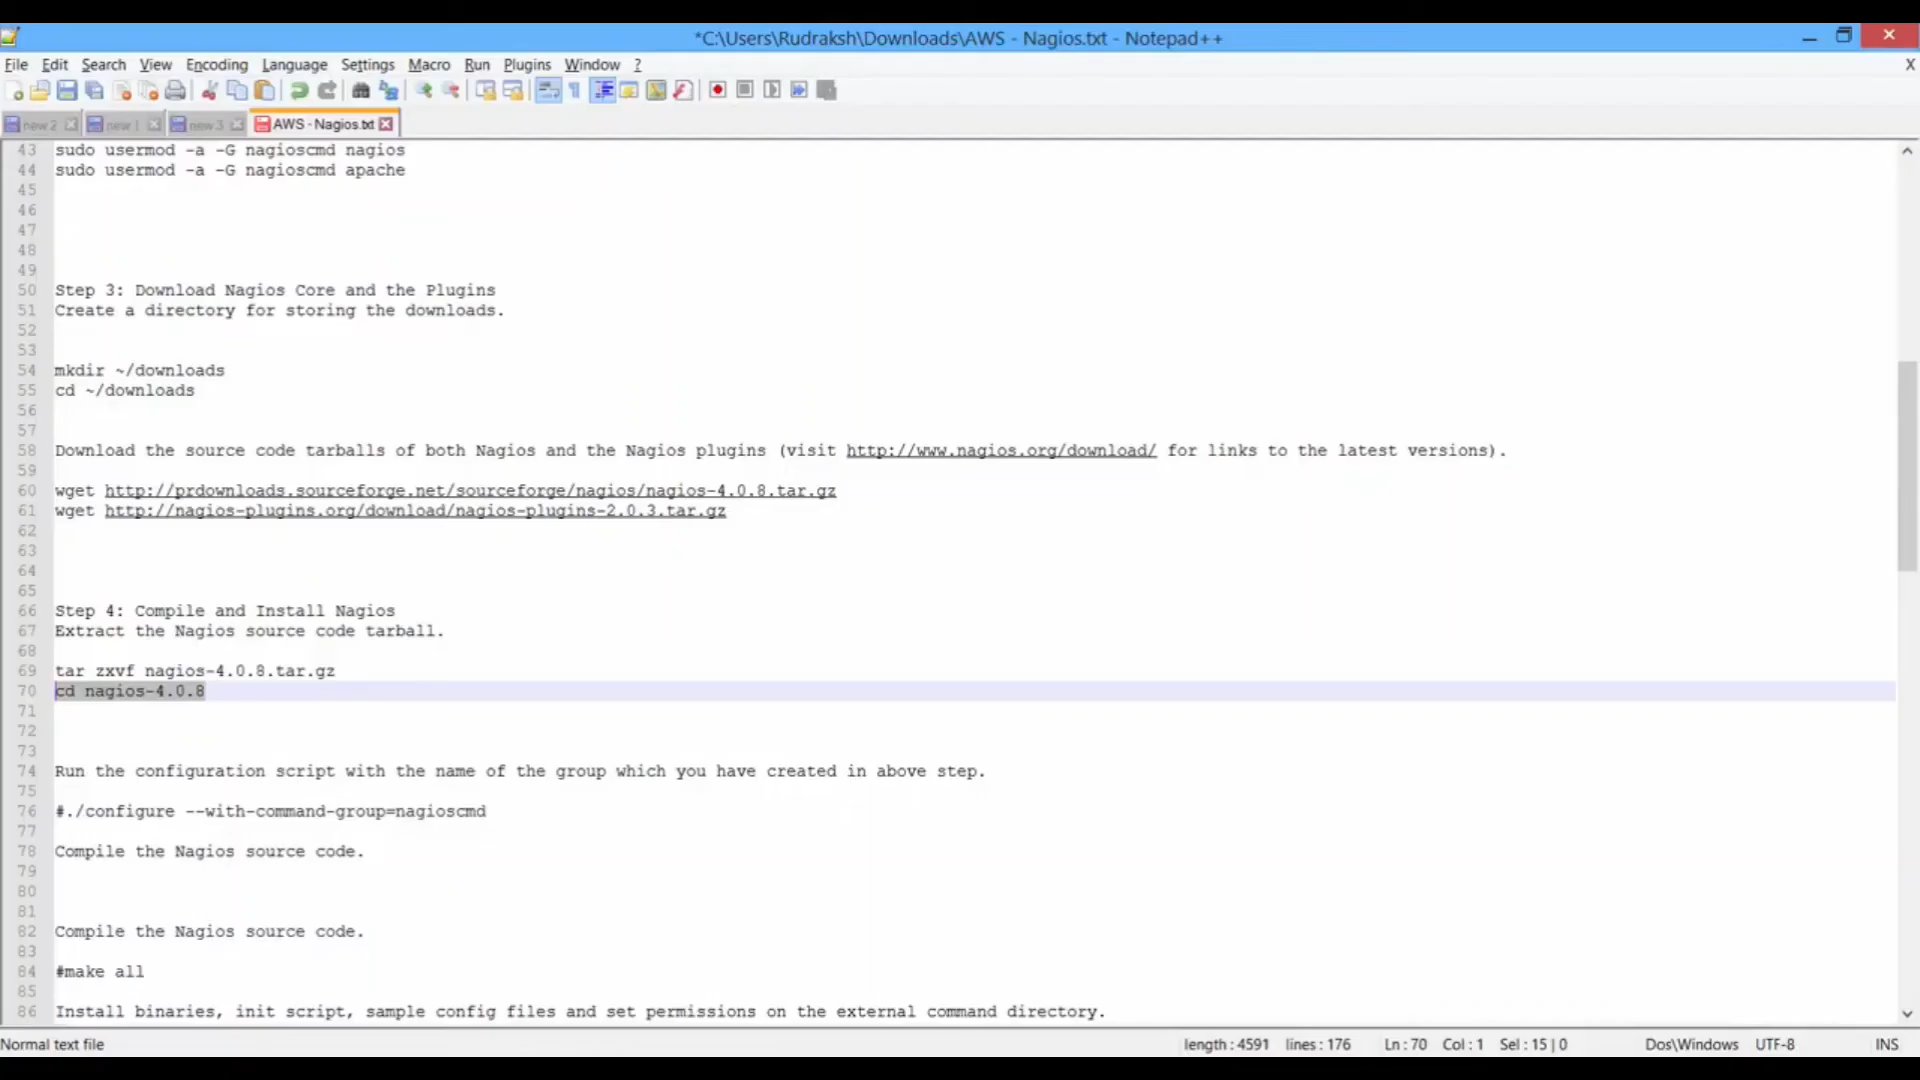 *C:\Users\Rudraksh\Downloads\AWS - Nagios.txt - Notepad++
File Edit Search View Encoding Language Settings Macro Run Plugins Window ? X
new 2 new 1 new 3 AWS - Nagios.txt
43 sudo usermod -a -G nagioscmd nagios
44 sudo usermod -a -G nagioscmd apache
45
46
47
48
49
50 Step 3: Download Nagios Core and the Plugins
51 Create a directory for storing the downloads.
52
53
54 mkdir ~/downloads
55 cd ~/downloads
56
57
58 Download the source code tarballs of both Nagios and the Nagios plugins (visit http://www.nagios.org/download/ for links to the latest versions).
59
60 wget http://prdownloads.sourceforge.net/sourceforge/nagios/nagios-4.0.8.tar.gz
61 wget http://nagios-plugins.org/download/nagios-plugins-2.0.3.tar.gz
62
63
64
65
66 Step 4: Compile and Install Nagios
67 Extract the Nagios source code tarball.
68
69 tar zxvf nagios-4.0.8.tar.gz
70 cd nagios-4.0.8
71
72
73
74 Run the configuration script with the name of the group which you have created in above step.
75
76 #./configure --with-command-group=nagioscmd
77
78 Compile the Nagios source code.
79
80
81
82 Compile the Nagios source code.
83
84 #make all
85
86 Install binaries, init script, sample config files and set permissions on the external command directory.
Normal text file length : 4591 lines : 176 Ln : 70 Col : 1 Sel : 15 | 0 Dos\Windows UTF-8 INS